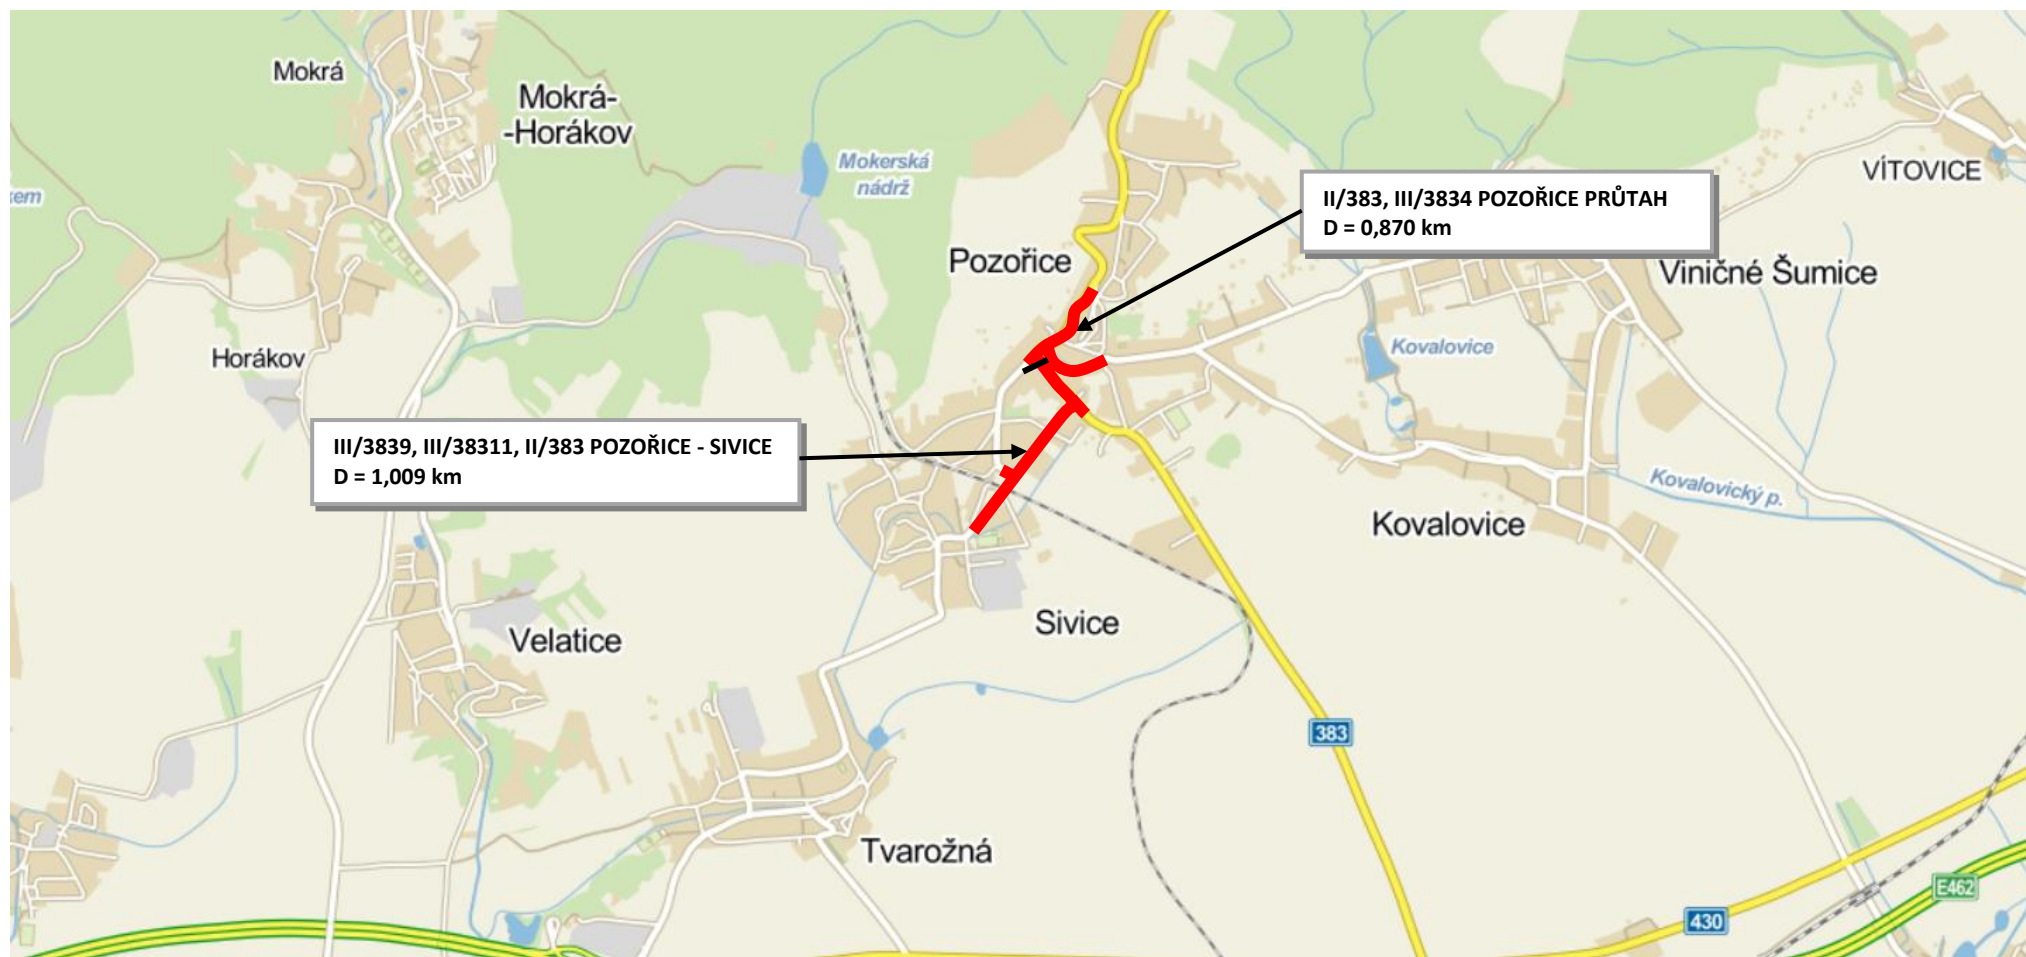 Mokrá
Mokrá-
-Horákov
Mokerská
nádrž
VÍTOVICE
II/383, III/3834 POZOŘICE PRŮTAH
D = 0,870 km
Pozořice
Viničné Šumice
Horákov
Kovalovice
III/3839, III/38311, II/383 POZOŘICE - SIVICE
D = 1,009 km
Kovalovický p.
Kovalovice
Sivice
Velatice
383
Tvarožná
E462
430